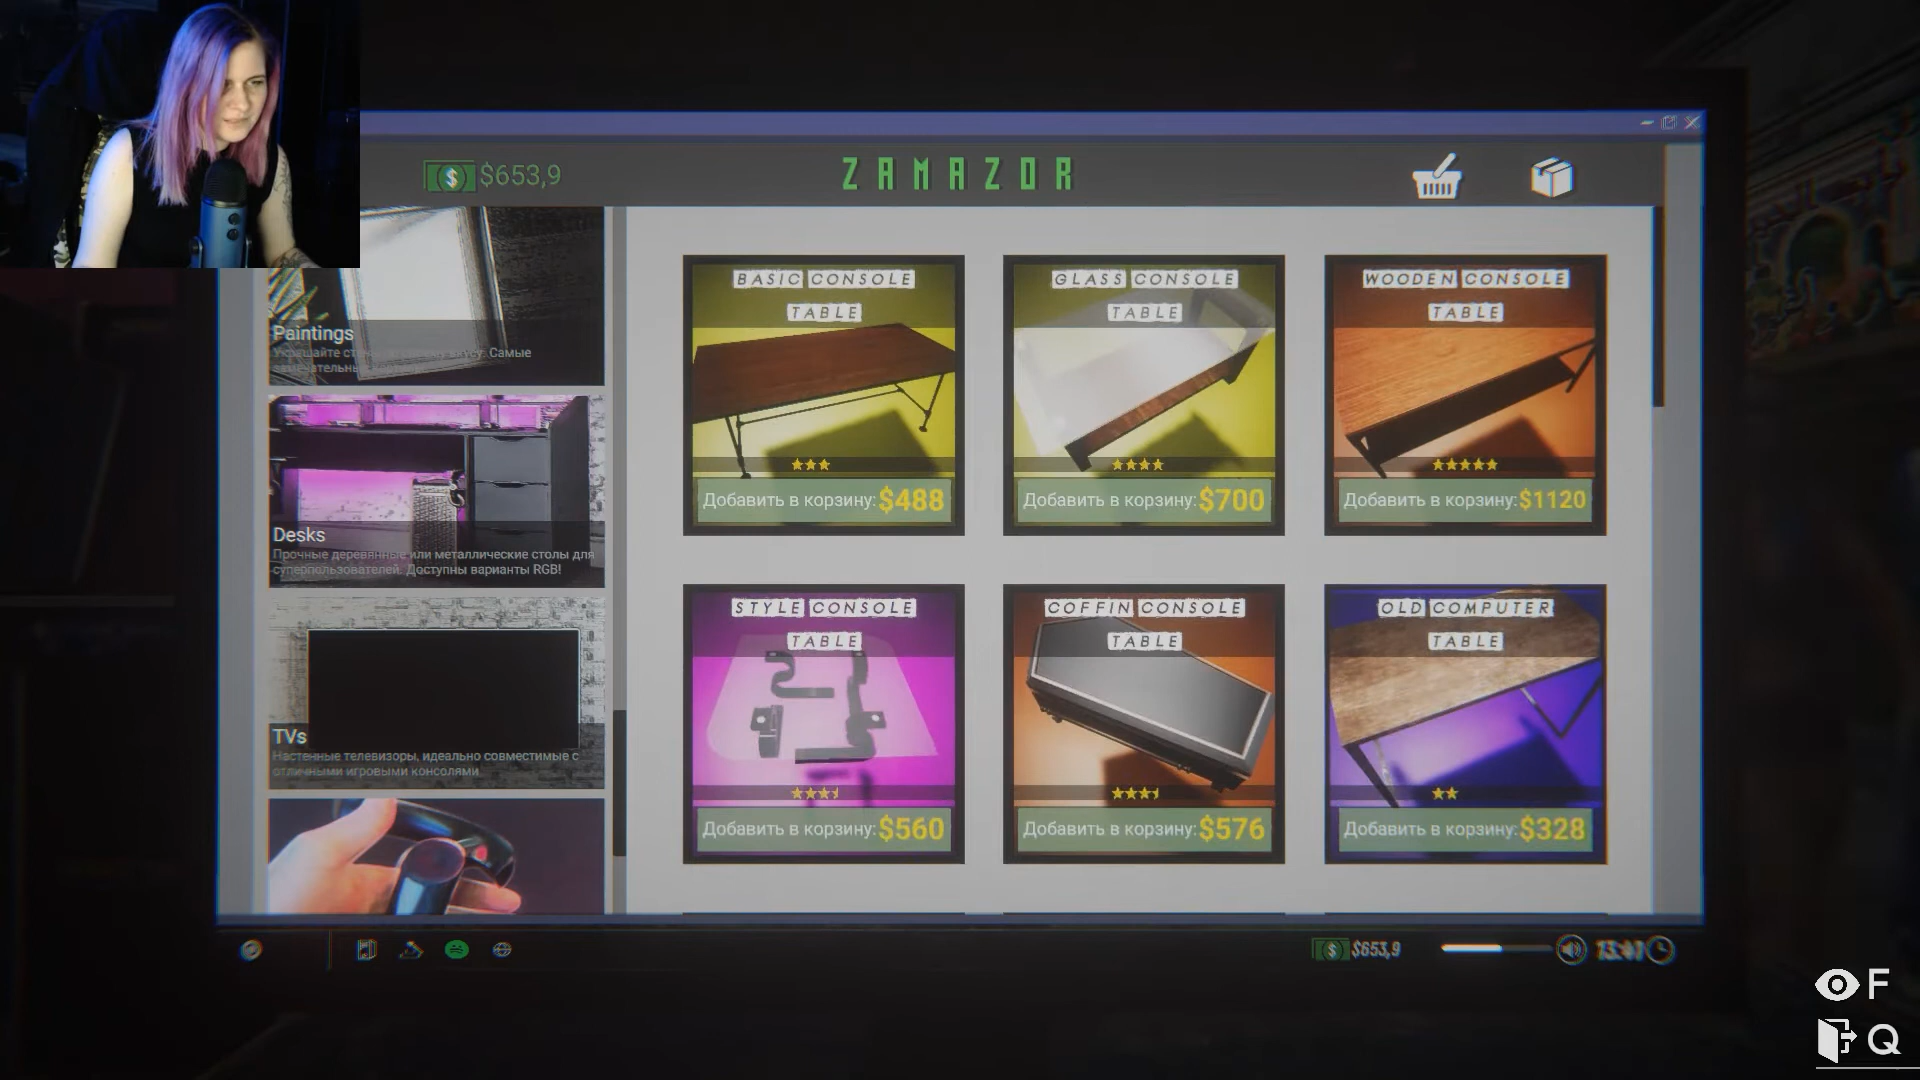 $653,9
ZAMAZOR
Paintings
Самые
Desks
Прочные деревянные или металлические столы для
суперпользователей. Доступны варианты RGB!
TVs
Настенные телевизоры, идеально совместимые с
отличными игровыми консолями.
BASIC CONSOLE
TABLE
Добавить в корзину: $488
GLASS CONSOLE
TABLE
Добавить в корзину: $700
WOODEN CONSOLE
TABLE
Добавить в корзину: $1120
STYLE CONSOLE
TABLE
Добавить в корзину: $560
COFFIN CONSOLE
TABLE
Добавить в корзину: $576
OLD COMPUTER
TABLE
Добавить в корзину: $328
$653,9
F
Q